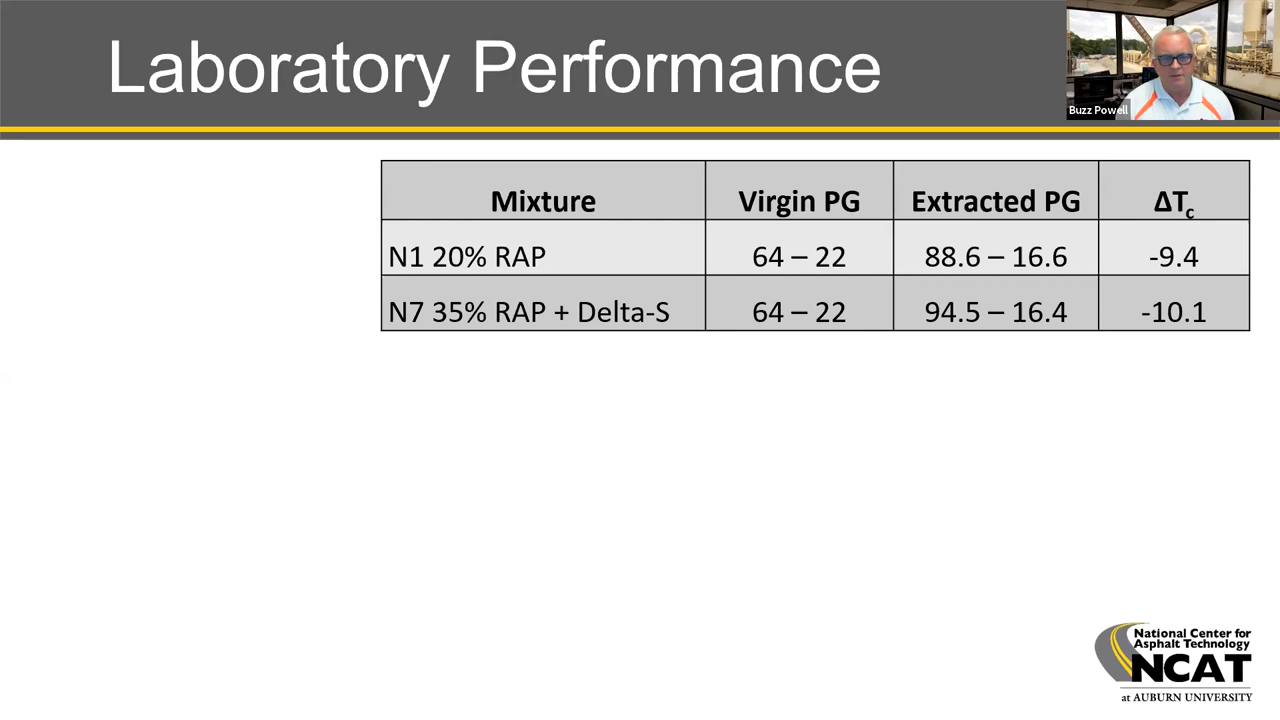 Laboratory Performance
Buzz Powell
Mixture Virgin PG Extracted PG ΔTc
N1 20% RAP 64 – 22 88.6 – 16.6 -9.4
N7 35% RAP + Delta-S 64 – 22 94.5 – 16.4 -10.1
National Center for
Asphalt Technology
NCAT
at AUBURN UNIVERSITY